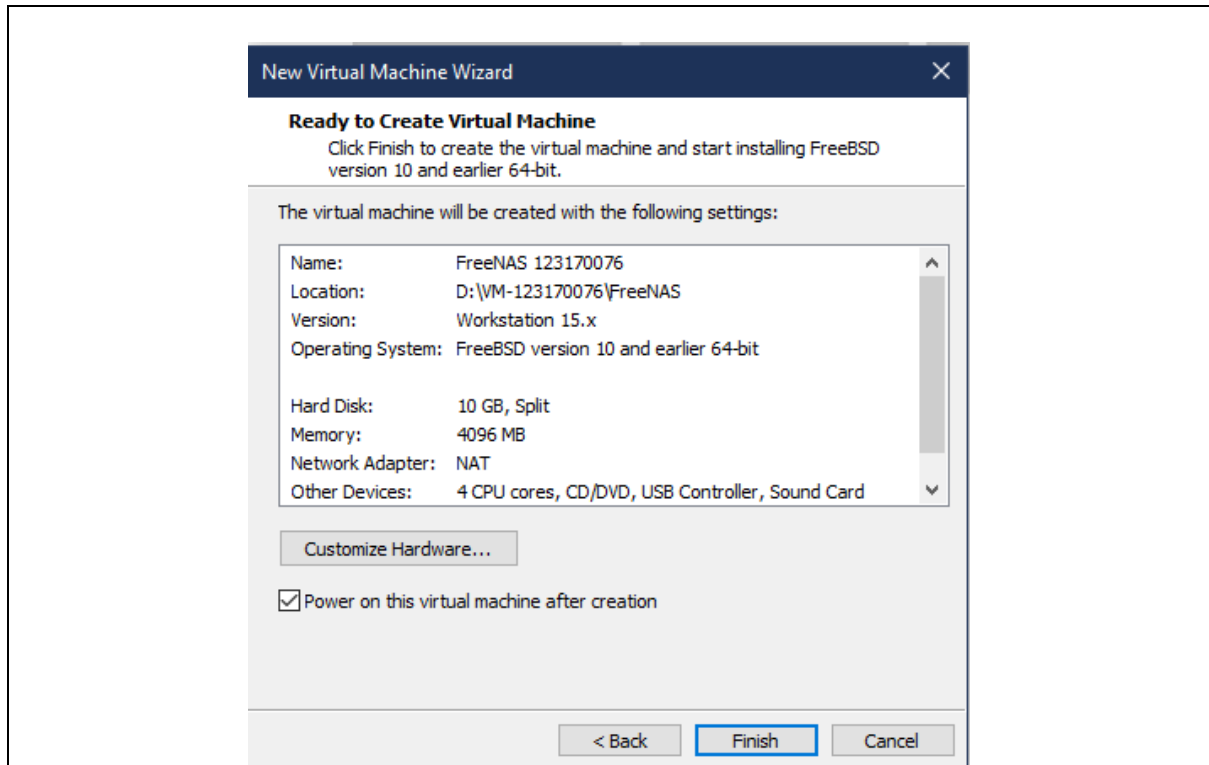 New Virtual Machine Wizard
Ready to Create Virtual Machine
Click Finish to create the virtual machine and start installing FreeBSD
version 10 and earlier 64-bit.
The virtual machine will be created with the following settings:
Name: FreeNAS 123170076
Location: D:\VM-123170076\FreeNAS
Version: Workstation 15.x
Operating System: FreeBSD version 10 and earlier 64-bit
Hard Disk: 10 GB, Split
Memory: 4096 MB
Network Adapter: NAT
Other Devices: 4 CPU cores, CD/DVD, USB Controller, Sound Card
Customize Hardware...
Power on this virtual machine after creation
< Back Finish Cancel